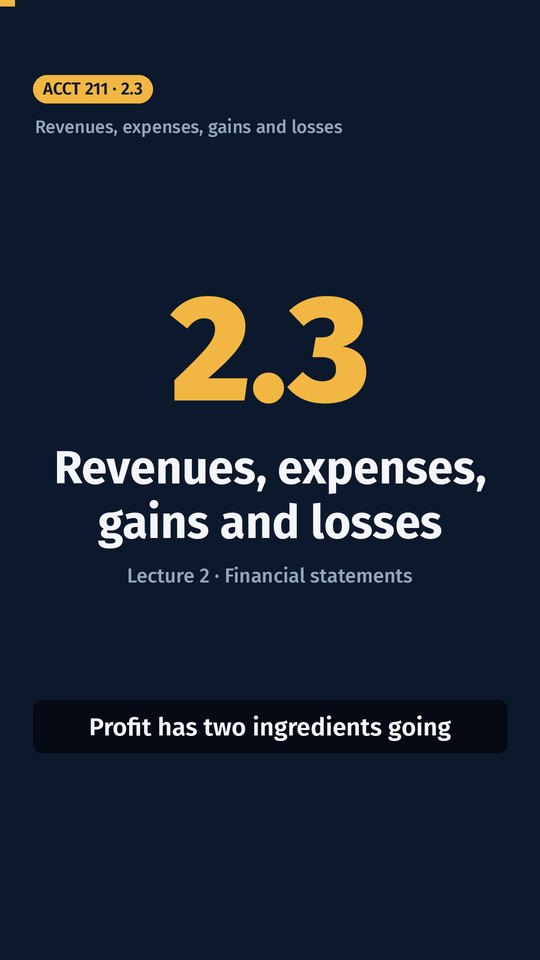 ACCT 211 · 2.3
Revenues, expenses, gains and losses
2.3
Revenues, expenses,
gains and losses
Lecture 2 · Financial statements
Profit has two ingredients going